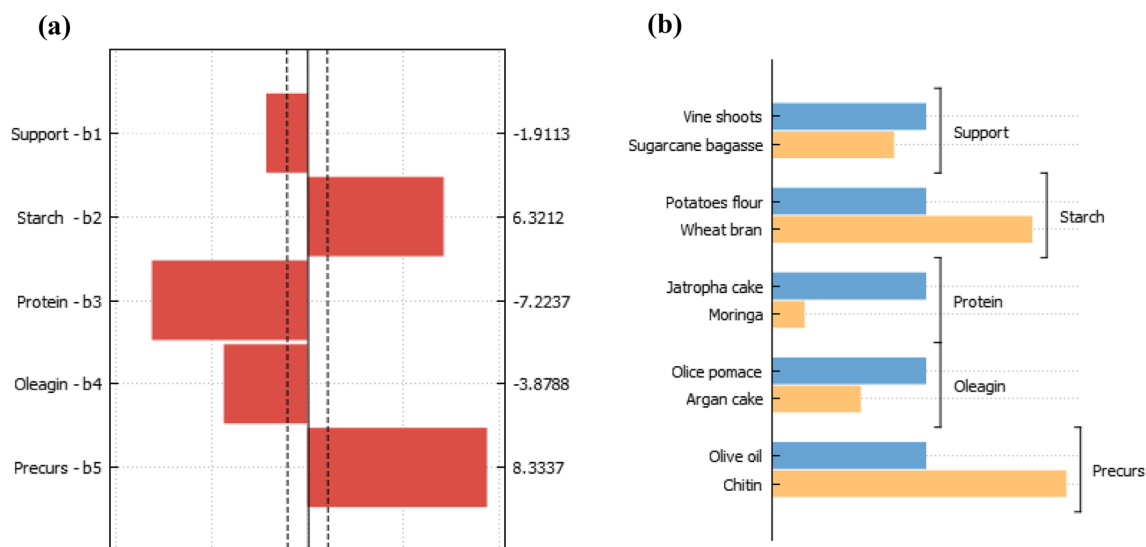 (a)
Support - b1
-1.9113
Starch - b2
6.3212
Protein - b3
-7.2237
Oleagin - b4
-3.8788
Precurs - b5
8.3337
(b)
Vine shoots
Sugarcane bagasse
Support
Potatoes flour
Wheat bran
Starch
Jatropha cake
Moringa
Protein
Olice pomace
Argan cake
Oleagin
Olive oil
Chitin
Precurs